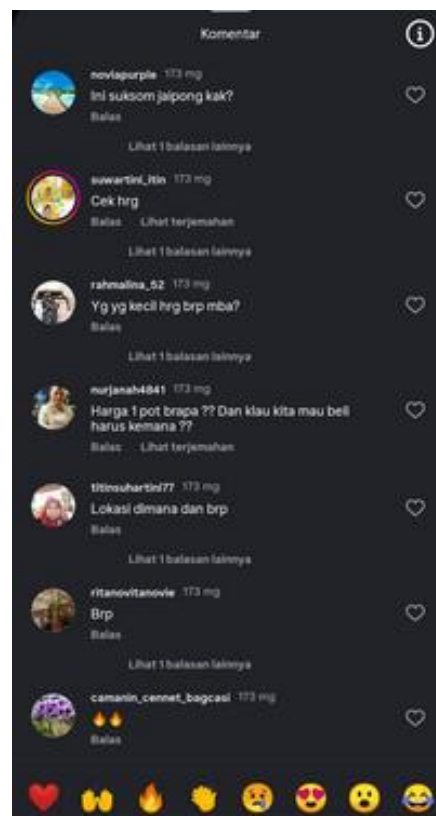 Komentar
noviapurple 173 mg
Ini suksom jaipong kak?
Balas
Lihat 1 balasan lainnya
suwartini_itin 173 mg
Cek hrg
Balas Lihat terjemahan
Lihat 1 balasan lainnya
rahmalina_52 173 mg
Yg yg kecil hrg brp mba?
Balas
Lihat 1 balasan lainnya
nurjanah4841 173 mg
Harga 1 pot brapa ?? Dan klau kita mau beli
harus kemana ??
Balas Lihat terjemahan
titinsuhartini77 173 mg
Lokasi dimana dan brp
Balas
Lihat 1 balasan lainnya
ritanovitanovie 173 mg
Brp
Balas
Lihat 1 balasan lainnya
camanin_cennet_bagcasi 173 mg
🔥🔥
Balas